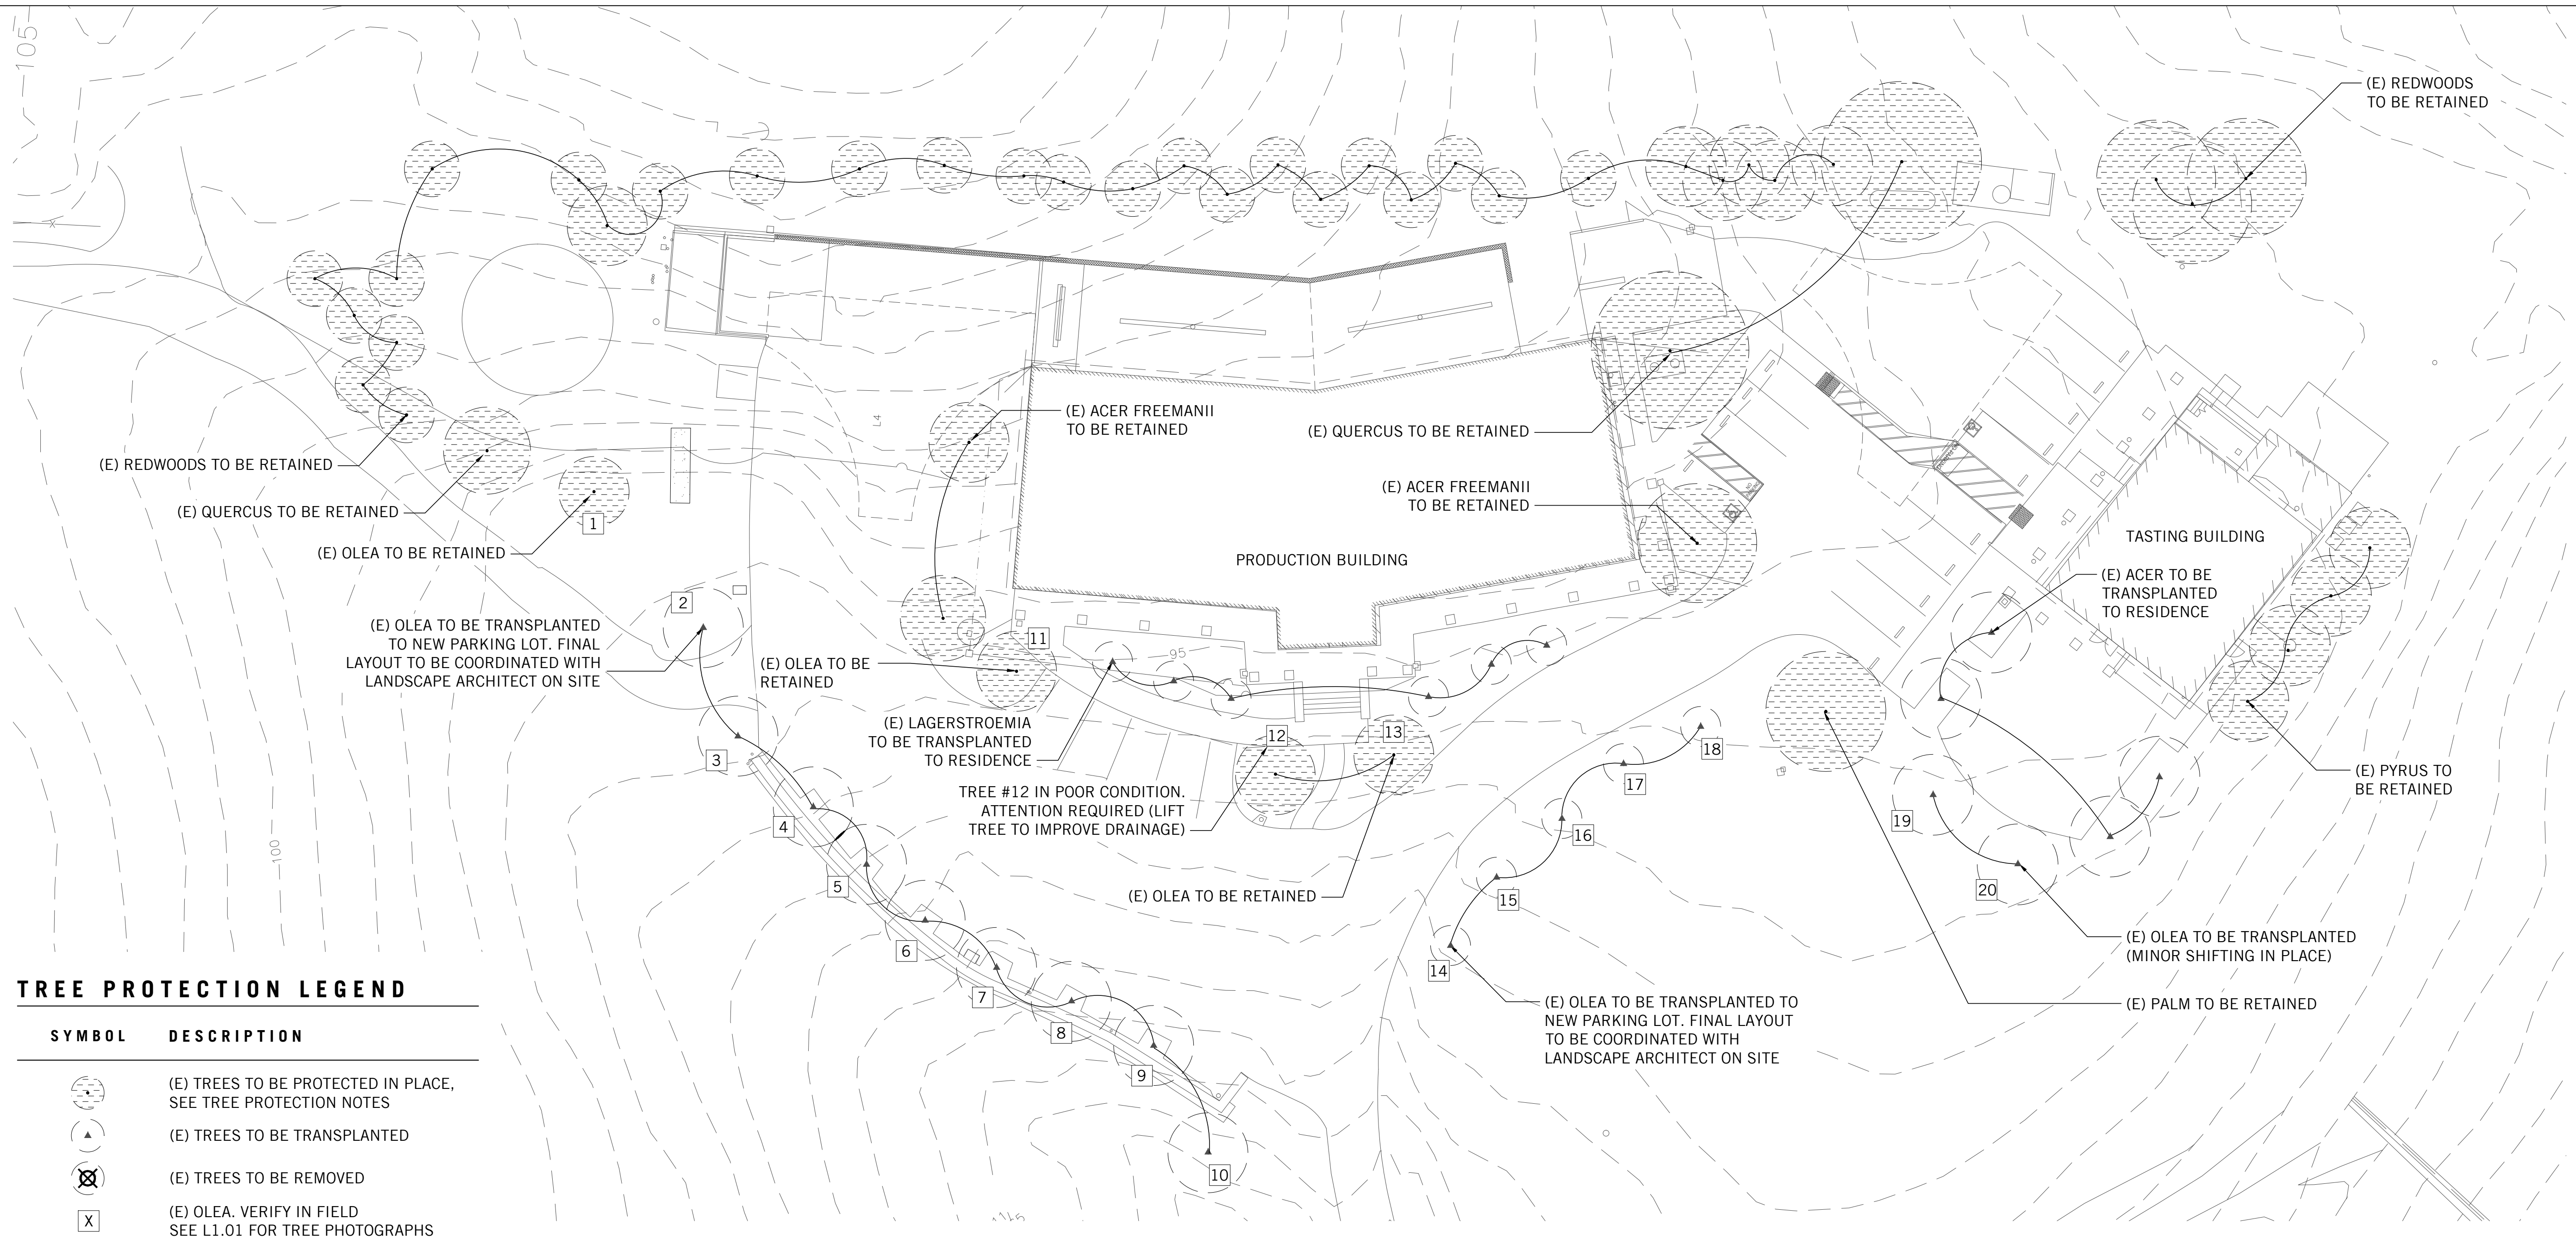 105
(E) REDWOODS
TO BE RETAINED
(E) ACER FREEMANII
TO BE RETAINED
(E) QUERCUS TO BE RETAINED
L4
(E) REDWOODS TO BE RETAINED
(E) ACER FREEMANII
TO BE RETAINED
(E) QUERCUS TO BE RETAINED
1
(E) OLEA TO BE RETAINED
PRODUCTION BUILDING
TASTING BUILDING
(E) ACER TO BE
TRANSPLANTED
TO RESIDENCE
2
(E) OLEA TO BE TRANSPLANTED
TO NEW PARKING LOT. FINAL
LAYOUT TO BE COORDINATED WITH
LANDSCAPE ARCHITECT ON SITE
11
95
(E) OLEA TO BE
RETAINED
(E) LAGERSTROEMIA
TO BE TRANSPLANTED
TO RESIDENCE
12
13
18
3
17
(E) PYRUS TO
BE RETAINED
TREE #12 IN POOR CONDITION.
ATTENTION REQUIRED (LIFT
TREE TO IMPROVE DRAINAGE)
4
16
19
5
20
100
(E) OLEA TO BE RETAINED
15
6
(E) OLEA TO BE TRANSPLANTED
(MINOR SHIFTING IN PLACE)
14
7
(E) OLEA TO BE TRANSPLANTED TO
NEW PARKING LOT. FINAL LAYOUT
TO BE COORDINATED WITH
LANDSCAPE ARCHITECT ON SITE
(E) PALM TO BE RETAINED
8
9
10
TREE PROTECTION LEGEND
SYMBOL DESCRIPTION
(E) TREES TO BE PROTECTED IN PLACE,
SEE TREE PROTECTION NOTES
(E) TREES TO BE TRANSPLANTED
(E) TREES TO BE REMOVED
X
(E) OLEA. VERIFY IN FIELD
SEE L1.01 FOR TREE PHOTOGRAPHS